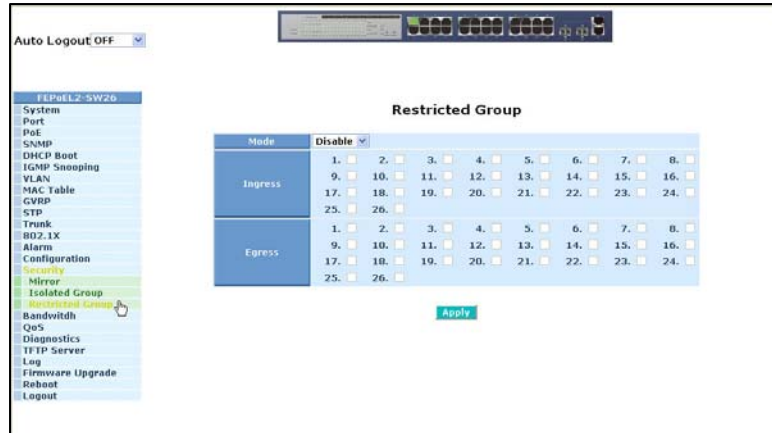 Auto Logout OFF
FEPoEL2-SW26
System
Port
PoE
SNMP
DHCP Boot
IGMP Snooping
VLAN
MAC Table
GVRP
STP
Trunk
802.1X
Alarm
Configuration
Security
Mirror
Isolated Group
Restricted Group
Bandwitdh
QoS
Diagnostics
TFTP Server
Log
Firmware Upgrade
Reboot
Logout
Restricted Group
Mode Disable
Ingress
1. 2. 3. 4. 5. 6. 7. 8.
9. 10. 11. 12. 13. 14. 15. 16.
17. 18. 19. 20. 21. 22. 23. 24.
25. 26.
Egress
1. 2. 3. 4. 5. 6. 7. 8.
9. 10. 11. 12. 13. 14. 15. 16.
17. 18. 19. 20. 21. 22. 23. 24.
25. 26.
Apply